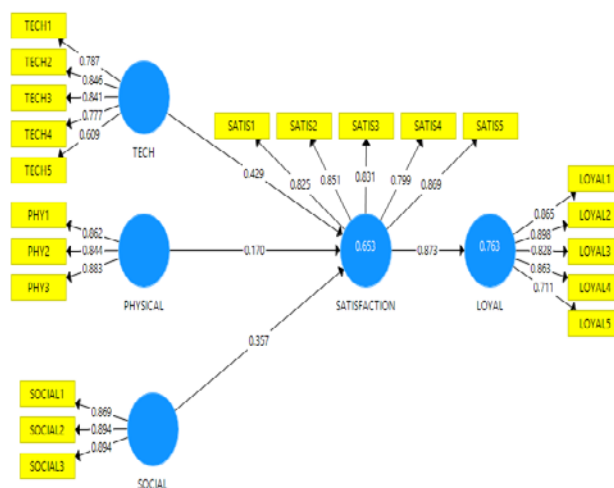 TECH1
TECH2
TECH3
TECH4
TECH5
0.787
0.846
0.841
0.777
0.609
TECH
0.429
SATIS1
SATIS2
SATIS3
SATIS4
SATIS5
0.825
0.851
0.831
0.799
0.869
PHY1
PHY2
PHY3
0.862
0.844
0.883
PHYSICAL
0.170
0.653
SATISFACTION
0.873
0.763
LOYAL
LOYAL1
LOYAL2
LOYAL3
LOYAL4
LOYAL5
0.865
0.898
0.828
0.863
0.711
0.357
SOCIAL1
SOCIAL2
SOCIAL3
0.869
0.894
0.894
SOCIAL